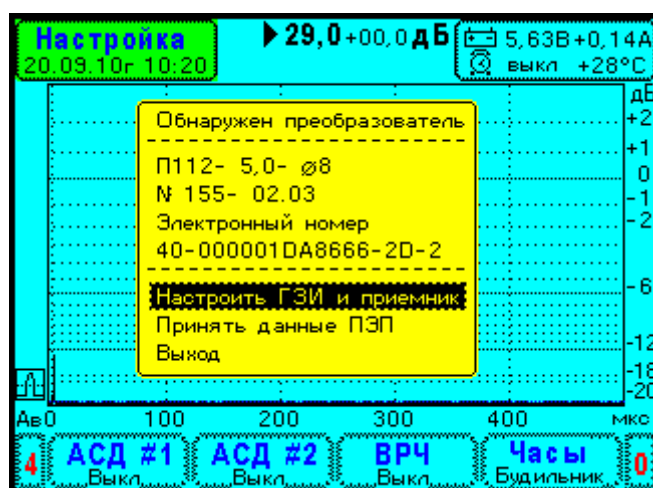 Настройка
20.09.10г 10:20
29,0+00,0 дБ
5,63В+0,14А
выкл +28°C
Обнаружен преобразователь
П112- 5,0- ⌀8
№ 155- 02.03
Электронный номер
40-000001DA8666-2D-2
Настроить ГЗИ и приемник
Принять данные ПЭП
Выход
дБ
+2
+1
0
-1
-2
-6
-12
-18
-20
Ав0 100 200 300 400 мкс
4 АСД #1 АСД #2 ВРЧ Часы 0
Выкл Выкл Выкл Будильник